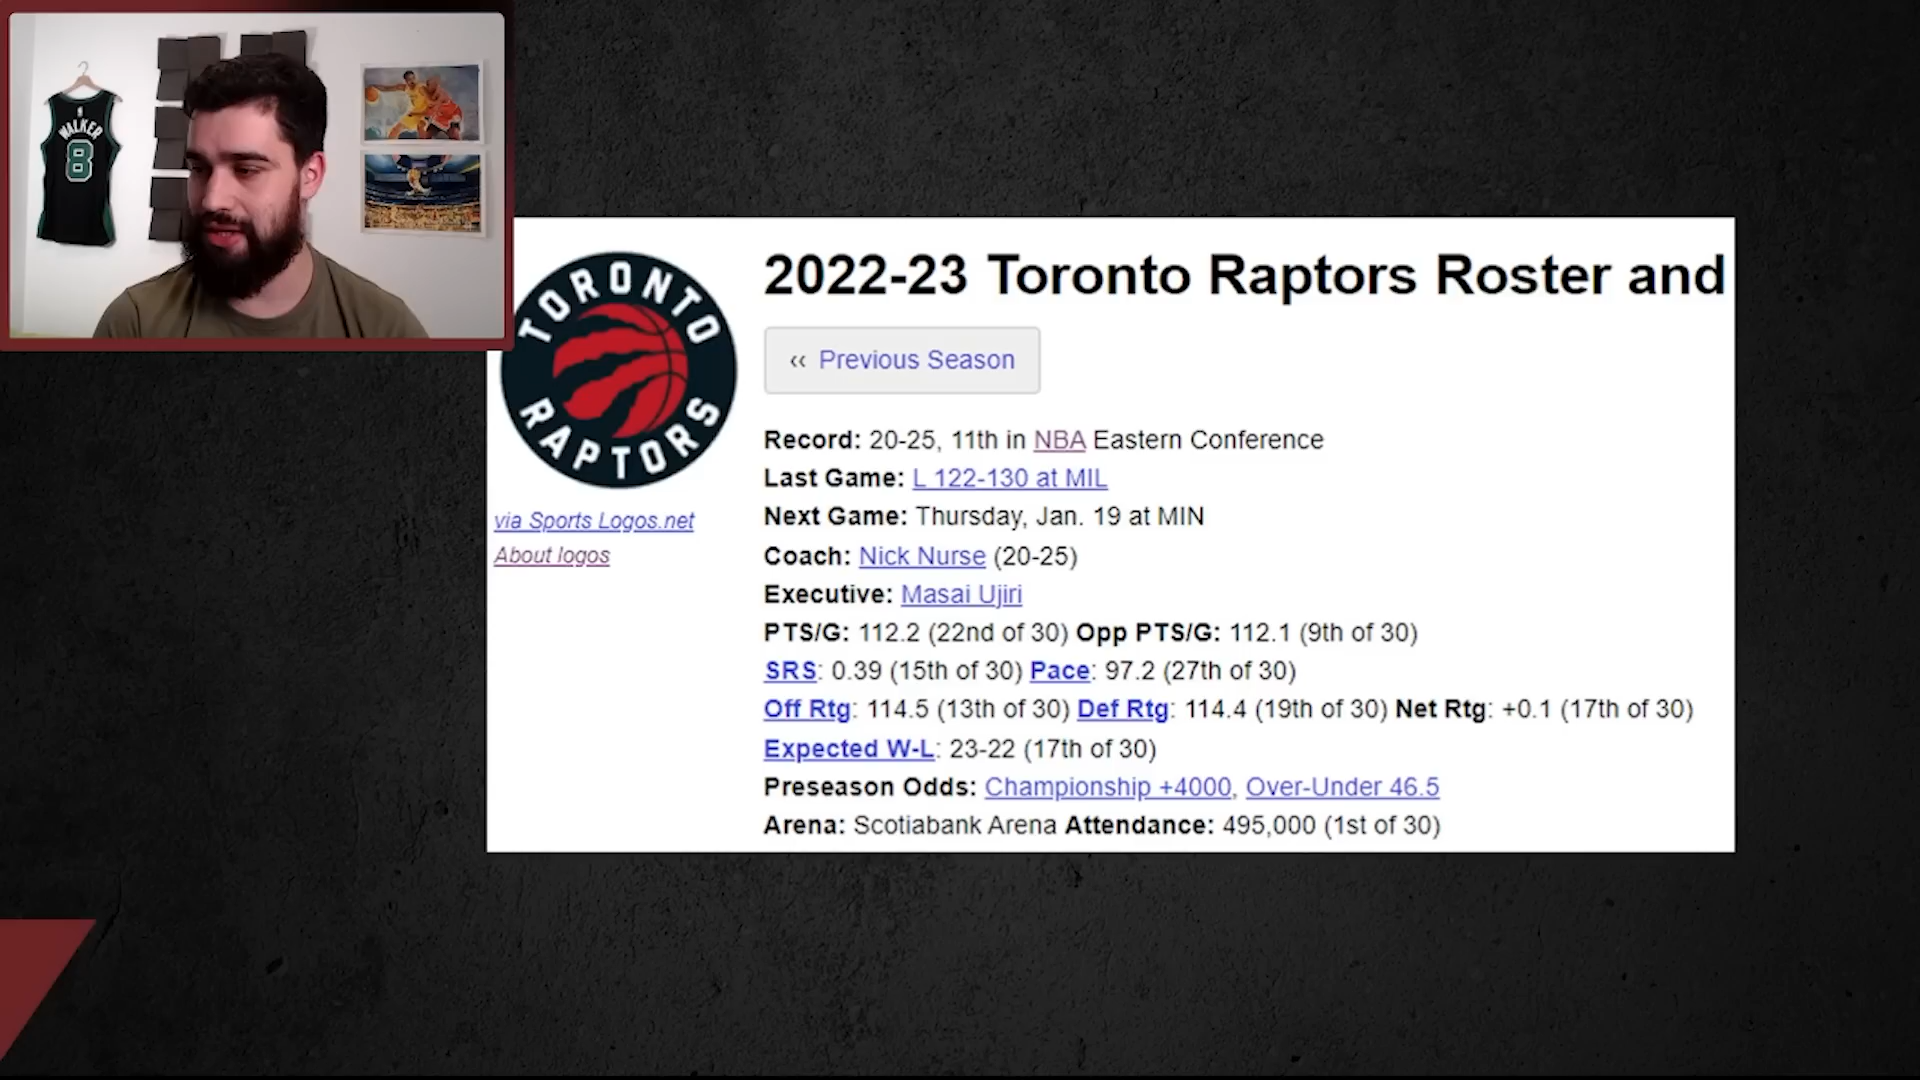 WALKER
8
TORONTO
RAPTORS
via Sports Logos.net
About logos
2022-23 Toronto Raptors Roster and
‹‹ Previous Season
Record: 20-25, 11th in NBA Eastern Conference
Last Game: L 122-130 at MIL
Next Game: Thursday, Jan. 19 at MIN
Coach: Nick Nurse (20-25)
Executive: Masai Ujiri
PTS/G: 112.2 (22nd of 30) Opp PTS/G: 112.1 (9th of 30)
SRS: 0.39 (15th of 30) Pace: 97.2 (27th of 30)
Off Rtg: 114.5 (13th of 30) Def Rtg: 114.4 (19th of 30) Net Rtg: +0.1 (17th of 30)
Expected W-L: 23-22 (17th of 30)
Preseason Odds: Championship +4000, Over-Under 46.5
Arena: Scotiabank Arena Attendance: 495,000 (1st of 30)